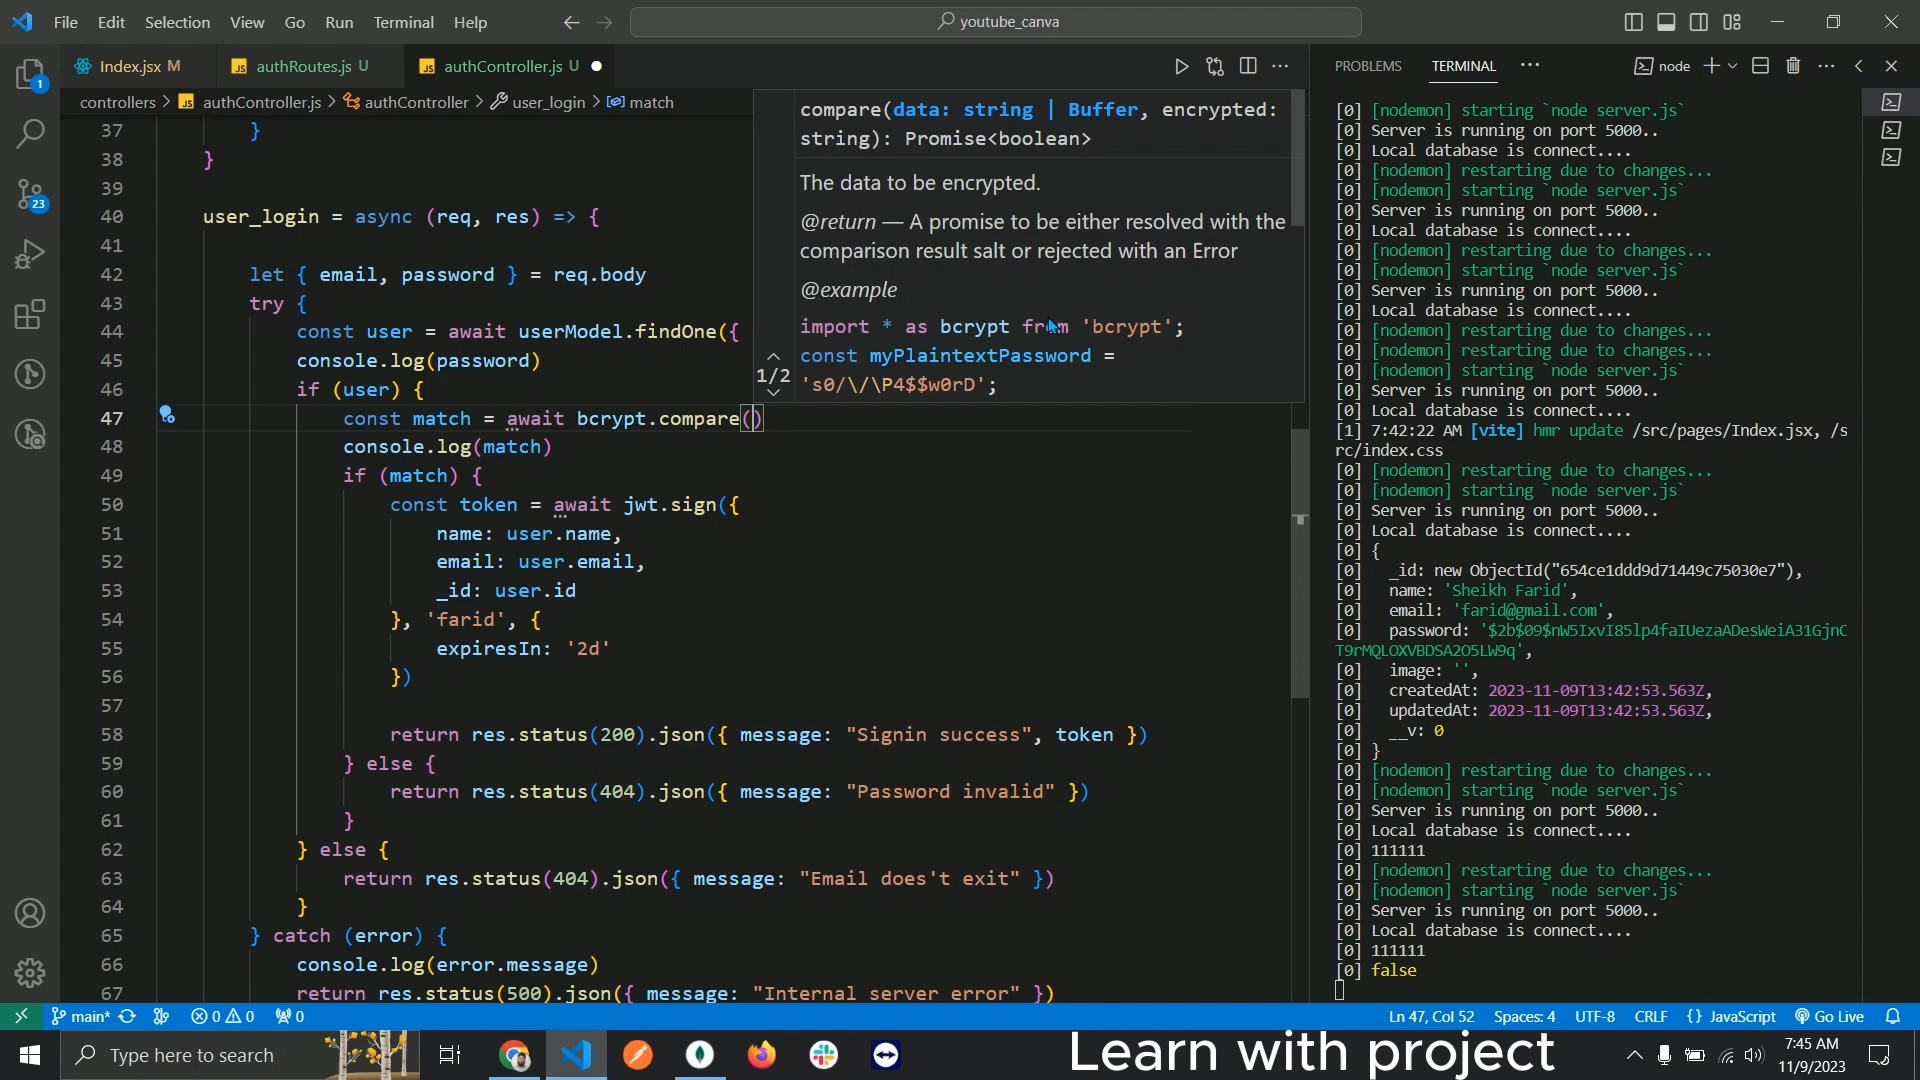 File Edit Selection View Go Run Terminal Help
youtube_canva
Index.jsx M
authRoutes.js U
authController.js U
controllers > authController.js > authController > user_login > match
37 }
38 }
39
40 user_login = async (req, res) => {
41
42 let { email, password } = req.body
43 try {
44 const user = await userModel.findOne({
45 console.log(password)
46 if (user) {
47 const match = await bcrypt.compare()
48 console.log(match)
49 if (match) {
50 const token = await jwt.sign({
51 name: user.name,
52 email: user.email,
53 _id: user.id
54 }, 'farid', {
55 expiresIn: '2d'
56 })
57
58 return res.status(200).json({ message: "Signin success", token })
59 } else {
60 return res.status(404).json({ message: "Password invalid" })
61 }
62 } else {
63 return res.status(404).json({ message: "Email does't exit" })
64 }
65 } catch (error) {
66 console.log(error.message)
67 return res.status(500).json({ message: "Internal server error" })
compare(data: string | Buffer, encrypted:
string): Promise<boolean>
The data to be encrypted.
@return — A promise to be either resolved with the
comparison result salt or rejected with an Error
@example
import * as bcrypt from 'bcrypt';
const myPlaintextPassword =
's0/\/\P4$$w0rD';
1/2
PROBLEMS TERMINAL
node
[0] [nodemon] starting `node server.js`
[0] Server is running on port 5000..
[0] Local database is connect....
[0] [nodemon] restarting due to changes...
[0] [nodemon] starting `node server.js`
[0] Server is running on port 5000..
[0] Local database is connect....
[0] [nodemon] restarting due to changes...
[0] [nodemon] starting `node server.js`
[0] Server is running on port 5000..
[0] Local database is connect....
[0] [nodemon] restarting due to changes...
[0] [nodemon] restarting due to changes...
[0] [nodemon] starting `node server.js`
[0] Server is running on port 5000..
[0] Local database is connect....
[1] 7:42:22 AM [vite] hmr update /src/pages/Index.jsx, /s
rc/index.css
[0] [nodemon] restarting due to changes...
[0] [nodemon] starting `node server.js`
[0] Server is running on port 5000..
[0] Local database is connect....
[0] {
[0] _id: new ObjectId("654ce1ddd9d71449c75030e7"),
[0] name: 'Sheikh Farid',
[0] email: 'farid@gmail.com',
[0] password: '$2b$09$nW5IxvI85lp4faIUezaADesWeiA31GjnC
T9rMQLOXVBDSA2O5LW9q',
[0] image: '',
[0] createdAt: 2023-11-09T13:42:53.563Z,
[0] updatedAt: 2023-11-09T13:42:53.563Z,
[0] __v: 0
[0] }
[0] [nodemon] restarting due to changes...
[0] [nodemon] starting `node server.js`
[0] Server is running on port 5000..
[0] Local database is connect....
[0] 111111
[0] [nodemon] restarting due to changes...
[0] [nodemon] starting `node server.js`
[0] Server is running on port 5000..
[0] Local database is connect....
[0] 111111
[0] false
1
23
main* 0 0 0
Ln 47, Col 52 Spaces: 4 UTF-8 CRLF {} JavaScript Go Live
Type here to search
Learn with project
7:45 AM
11/9/2023